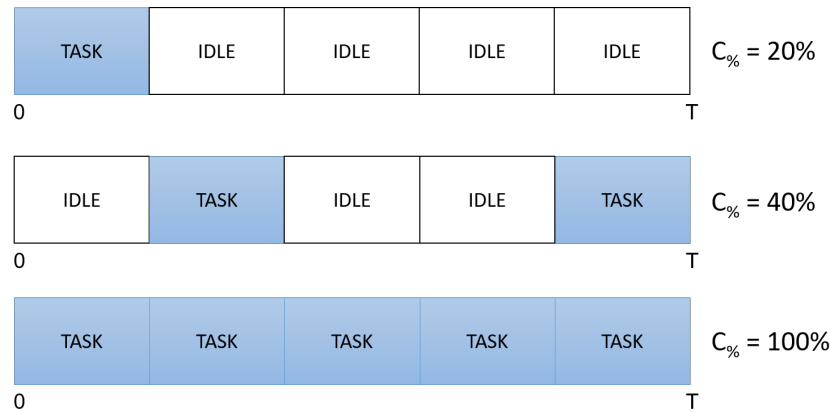 TASK IDLE IDLE IDLE IDLE C% = 20%
0 T
IDLE TASK IDLE IDLE TASK C% = 40%
0 T
TASK TASK TASK TASK TASK C% = 100%
0 T